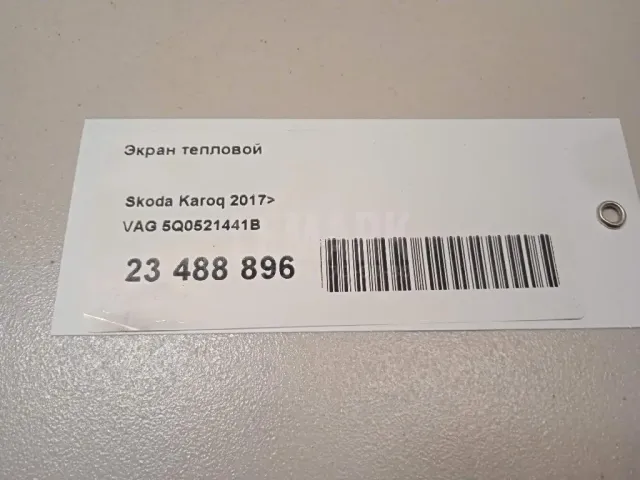 Экран тепловой
Skoda Karoq 2017>
VAG 5Q0521441B
23 488 896